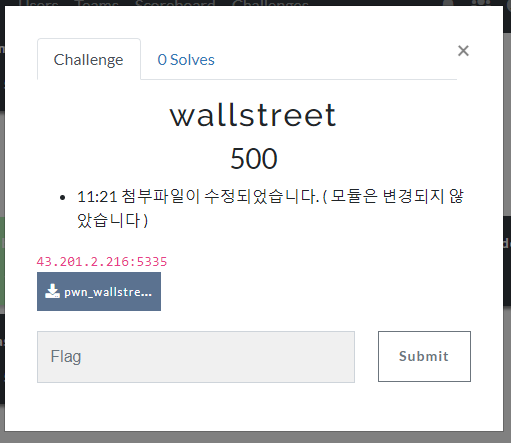 Users Teams Scoreboard Challenges
Challenge
0 Solves
×
wallstreet
500
• 11:21 첨부파일이 수정되었습니다. ( 모듈은 변경되지 않
았습니다 )
43.201.2.216:5335
pwn_wallstre...
Flag
Submit